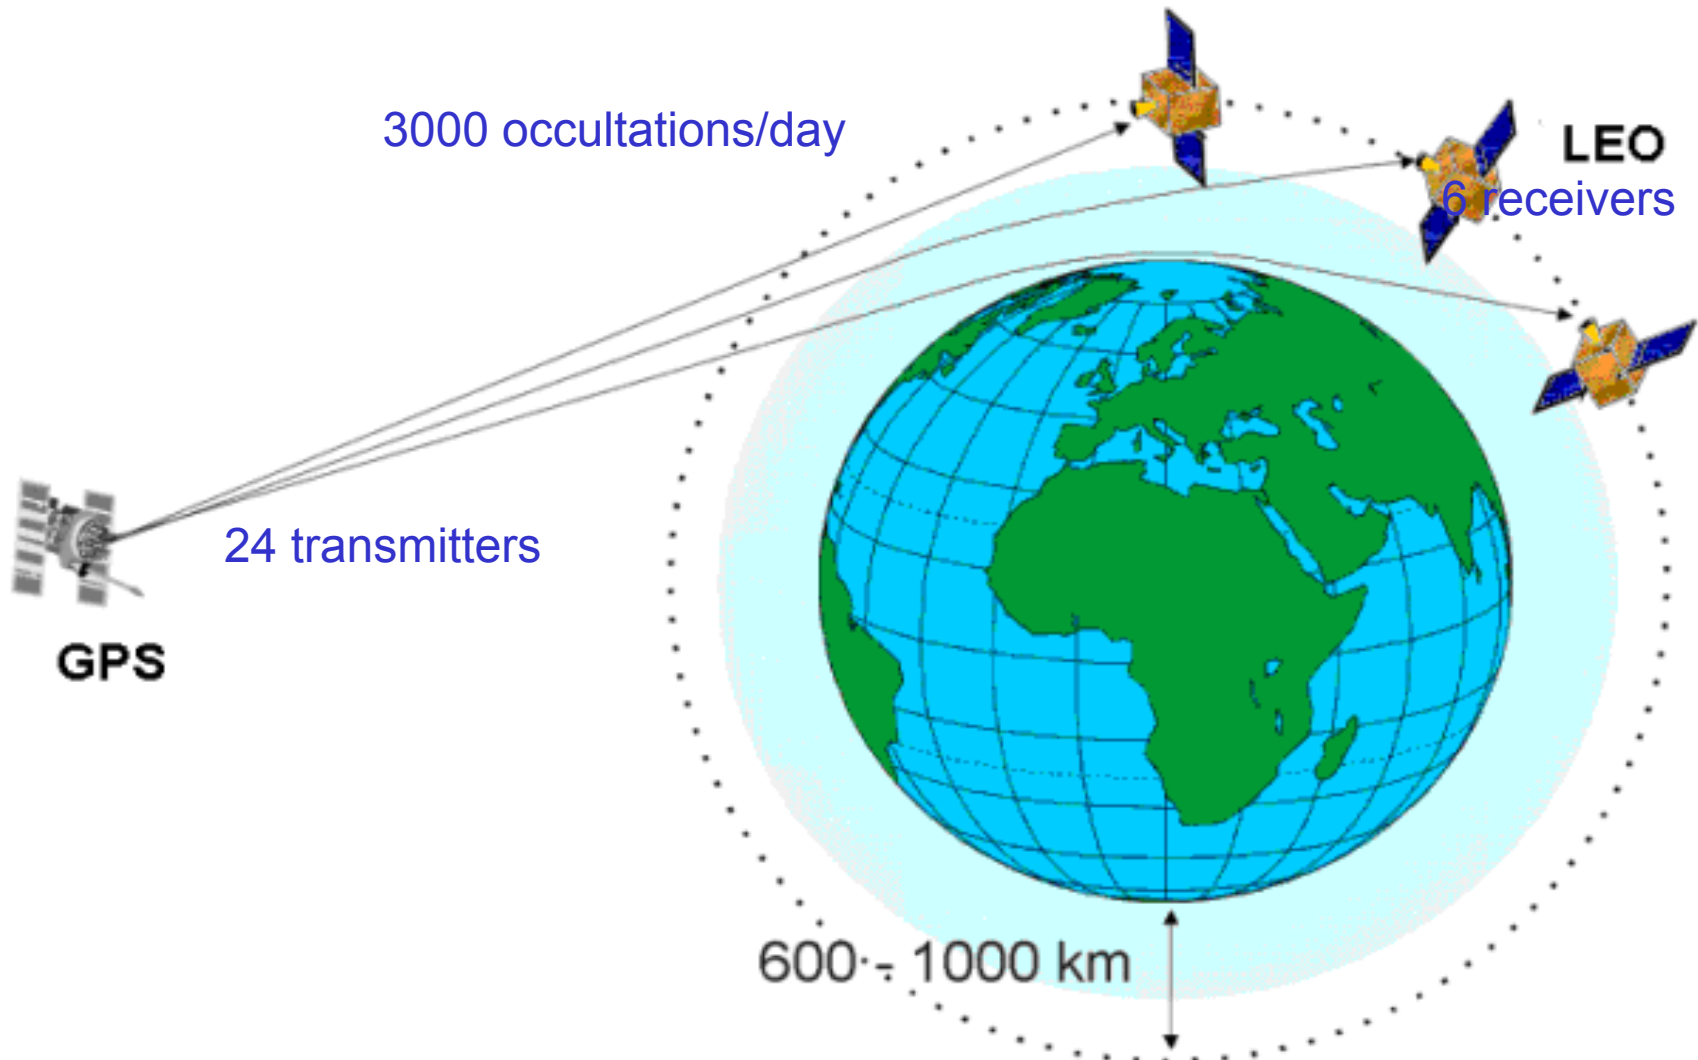 3000 occultations/day
LEO
6 receivers
24 transmitters
GPS
600 - 1000 km